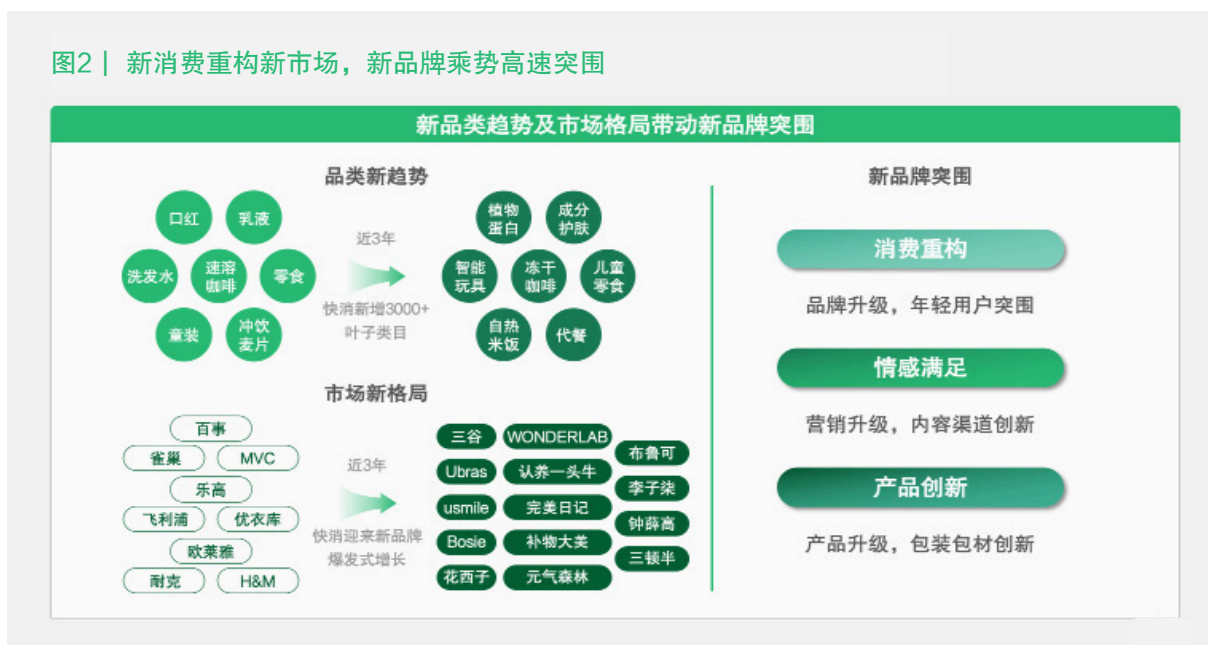 图2 | 新消费重构新市场，新品牌乘势高速突围
新品类趋势及市场格局带动新品牌突围
品类新趋势
口红
乳液
洗发水
速溶
咖啡
零食
童装
冲饮
麦片
近3年
快消新增3000+
叶子类目
植物
蛋白
成分
护肤
智能
玩具
冻干
咖啡
儿童
零食
自热
米饭
代餐
市场新格局
百事
雀巢
MVC
乐高
飞利浦
优衣库
欧莱雅
耐克
H&M
近3年
快消迎来新品牌
爆发式增长
三谷
WONDERLAB
布鲁可
Ubras
认养一头牛
李子柒
usmile
完美日记
钟薛高
Bosie
补物大美
三顿半
花西子
元气森林
新品牌突围
消费重构
品牌升级，年轻用户突围
情感满足
营销升级，内容渠道创新
产品创新
产品升级，包装包材创新